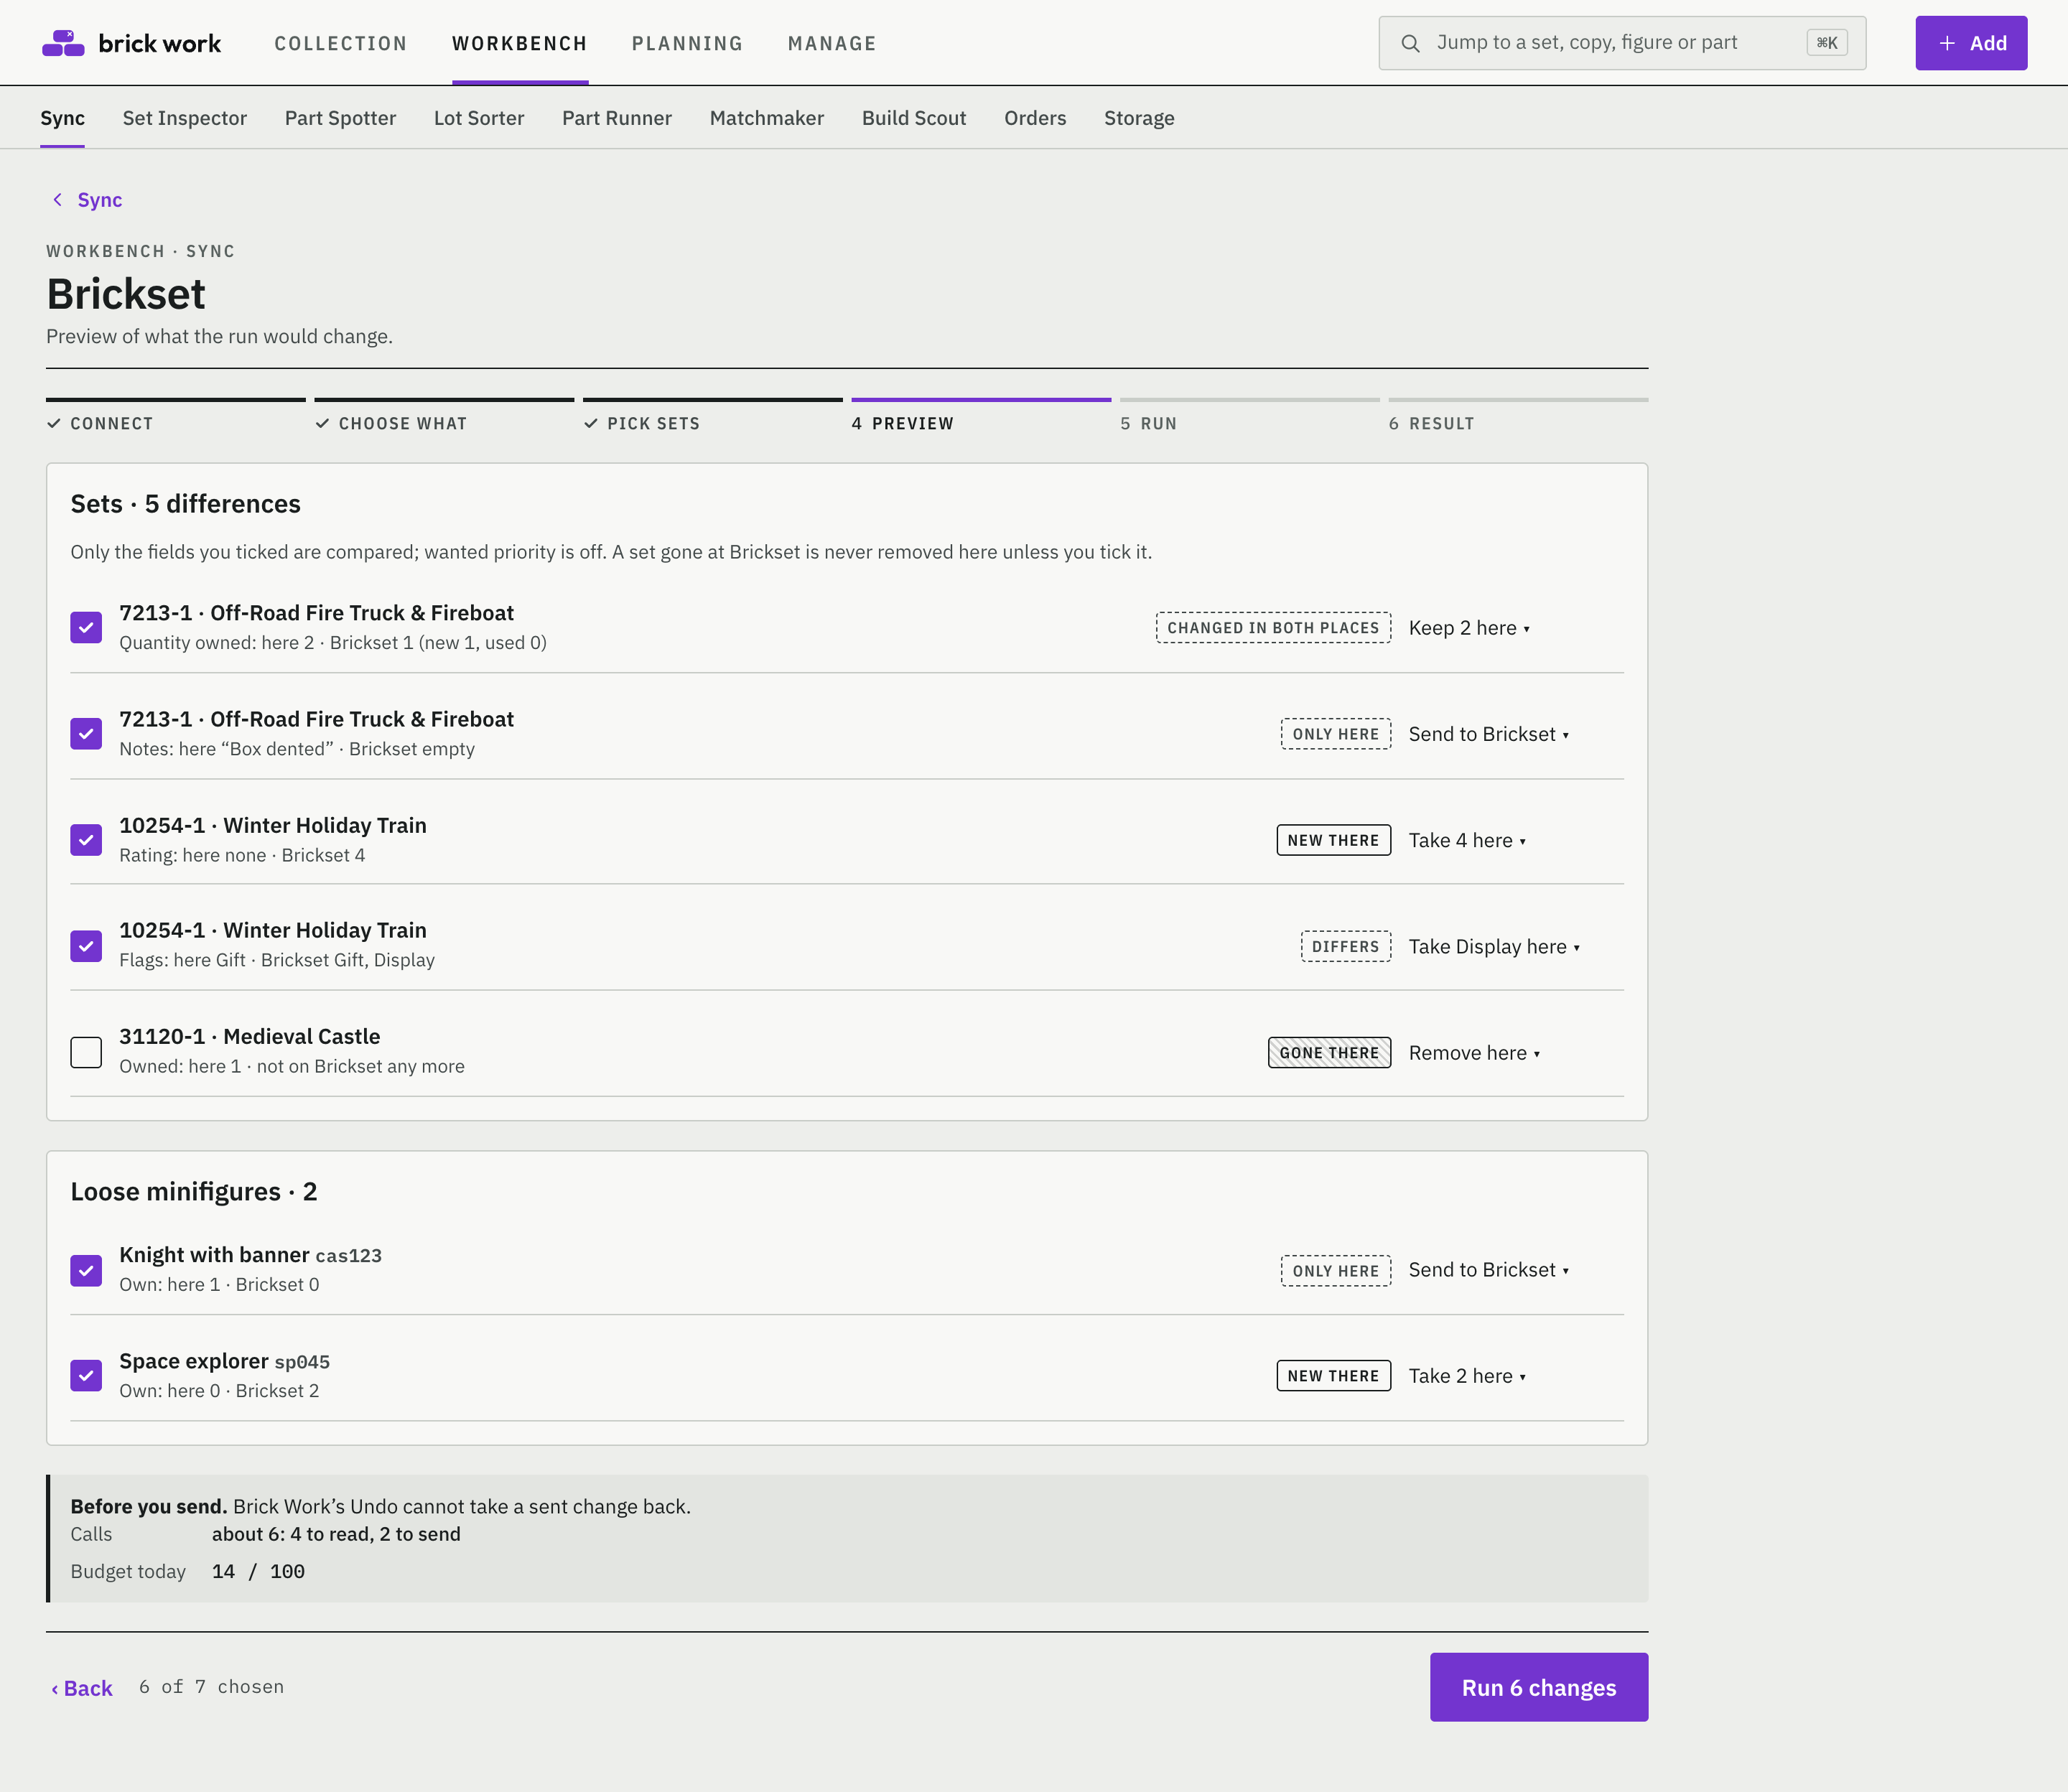 brick work
COLLECTION
WORKBENCH
PLANNING
MANAGE
Jump to a set, copy, figure or part
⌘K
+ Add
Sync
Set Inspector
Part Spotter
Lot Sorter
Part Runner
Matchmaker
Build Scout
Orders
Storage
‹ Sync
WORKBENCH · SYNC
Brickset
Preview of what the run would change.
✓ CONNECT
✓ CHOOSE WHAT
✓ PICK SETS
4 PREVIEW
5 RUN
6 RESULT
Sets · 5 differences
Only the fields you ticked are compared; wanted priority is off. A set gone at Brickset is never removed here unless you tick it.
7213-1 · Off-Road Fire Truck & Fireboat
Quantity owned: here 2 · Brickset 1 (new 1, used 0)
CHANGED IN BOTH PLACES
Keep 2 here ▾
7213-1 · Off-Road Fire Truck & Fireboat
Notes: here “Box dented” · Brickset empty
ONLY HERE
Send to Brickset ▾
10254-1 · Winter Holiday Train
Rating: here none · Brickset 4
NEW THERE
Take 4 here ▾
10254-1 · Winter Holiday Train
Flags: here Gift · Brickset Gift, Display
DIFFERS
Take Display here ▾
31120-1 · Medieval Castle
Owned: here 1 · not on Brickset any more
GONE THERE
Remove here ▾
Loose minifigures · 2
Knight with banner cas123
Own: here 1 · Brickset 0
ONLY HERE
Send to Brickset ▾
Space explorer sp045
Own: here 0 · Brickset 2
NEW THERE
Take 2 here ▾
Before you send. Brick Work’s Undo cannot take a sent change back.
Calls about 6: 4 to read, 2 to send
Budget today 14 / 100
‹ Back
6 of 7 chosen
Run 6 changes